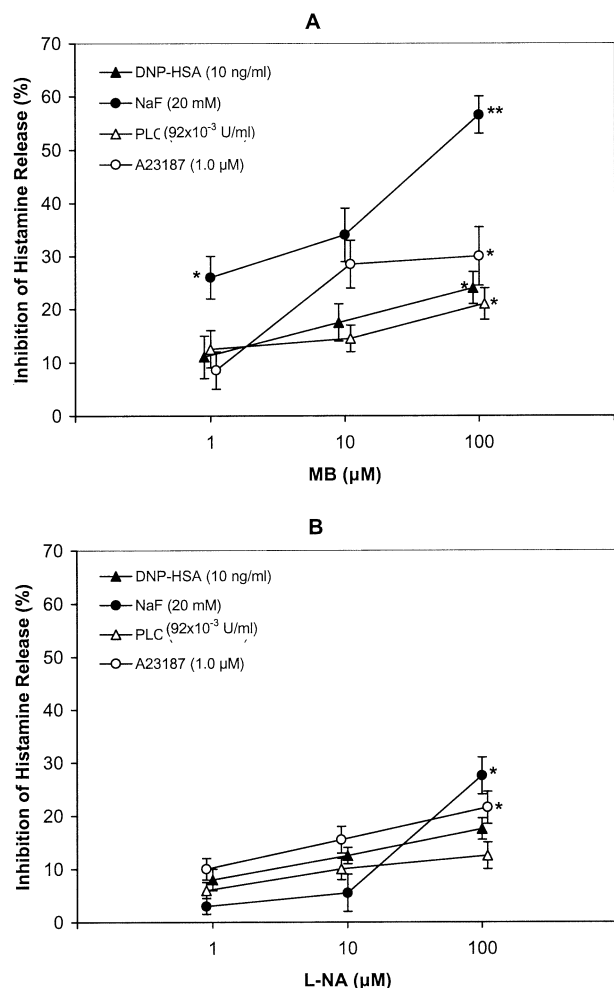 A
Inhibition of Histamine Release (%)
70
60
50
40
30
20
10
0
DNP-HSA (10 ng/ml)
NaF (20 mM)
PLC (92x10⁻³ U/ml)
A23187 (1.0 µM)
*
**
*
*
*
1
10
100
MB (µM)
B
Inhibition of Histamine Release (%)
70
60
50
40
30
20
10
0
DNP-HSA (10 ng/ml)
NaF (20 mM)
PLC (92x10⁻³ U/ml)
A23187 (1.0 µM)
*
*
1
10
100
L-NA (µM)